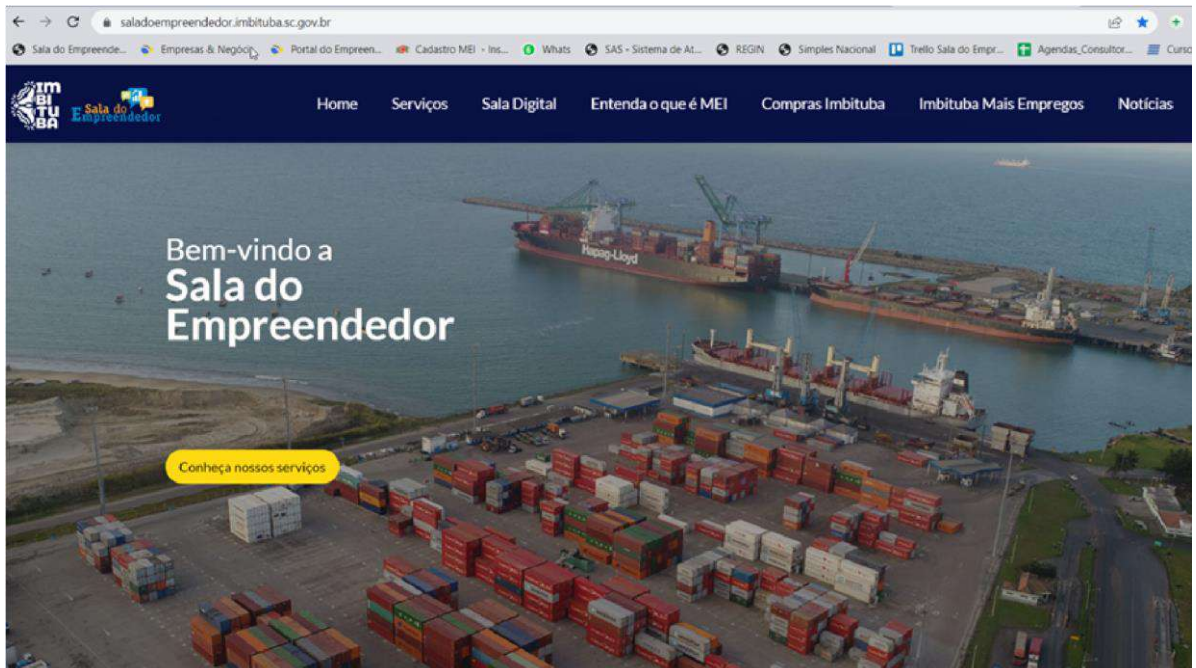 saladoempreendedor.imbituba.sc.gov.br
Sala do Empreende... Empresas & Negócio Portal do Empreen... Cadastro MEI - Ins... Whats SAS - Sistema de At... REGIN Simples Nacional Trello Sala do Empr... Agendas_Consultor... Curso
IM
BI
TU
BA
Sala do
Empreendedor
Home Serviços Sala Digital Entenda o que é MEI Compras Imbituba Imbituba Mais Empregos Notícias
Hapag-Lloyd
Bem-vindo a
Sala do
Empreendedor
Conheça nossos serviços